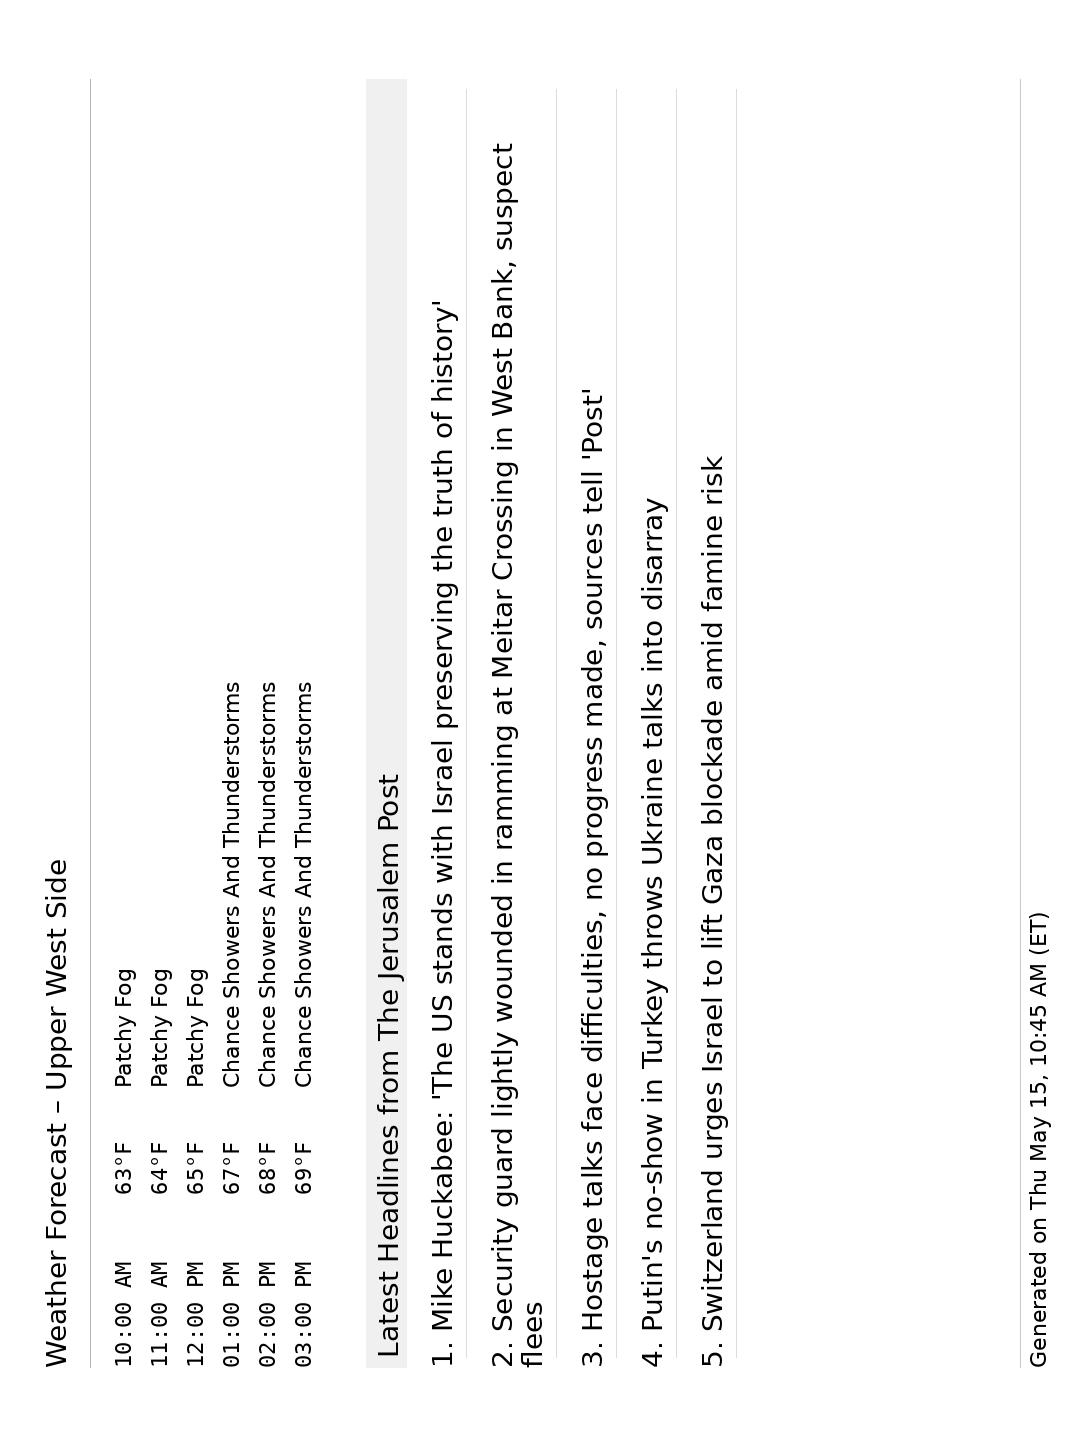 Weather Forecast – Upper West Side
10:00 AM 63°F Patchy Fog
11:00 AM 64°F Patchy Fog
12:00 PM 65°F Patchy Fog
01:00 PM 67°F Chance Showers And Thunderstorms
02:00 PM 68°F Chance Showers And Thunderstorms
03:00 PM 69°F Chance Showers And Thunderstorms
Latest Headlines from The Jerusalem Post
1. Mike Huckabee: 'The US stands with Israel preserving the truth of history'
2. Security guard lightly wounded in ramming at Meitar Crossing in West Bank, suspect
flees
3. Hostage talks face difficulties, no progress made, sources tell 'Post'
4. Putin's no-show in Turkey throws Ukraine talks into disarray
5. Switzerland urges Israel to lift Gaza blockade amid famine risk
Generated on Thu May 15, 10:45 AM (ET)